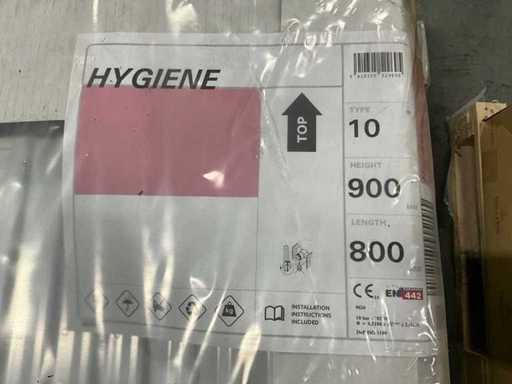 HYGIENE
TOP
TYPE
10
HEIGHT
900
LENGTH
800
CE
EN 442
INSTALLATION
INSTRUCTIONS
INCLUDED